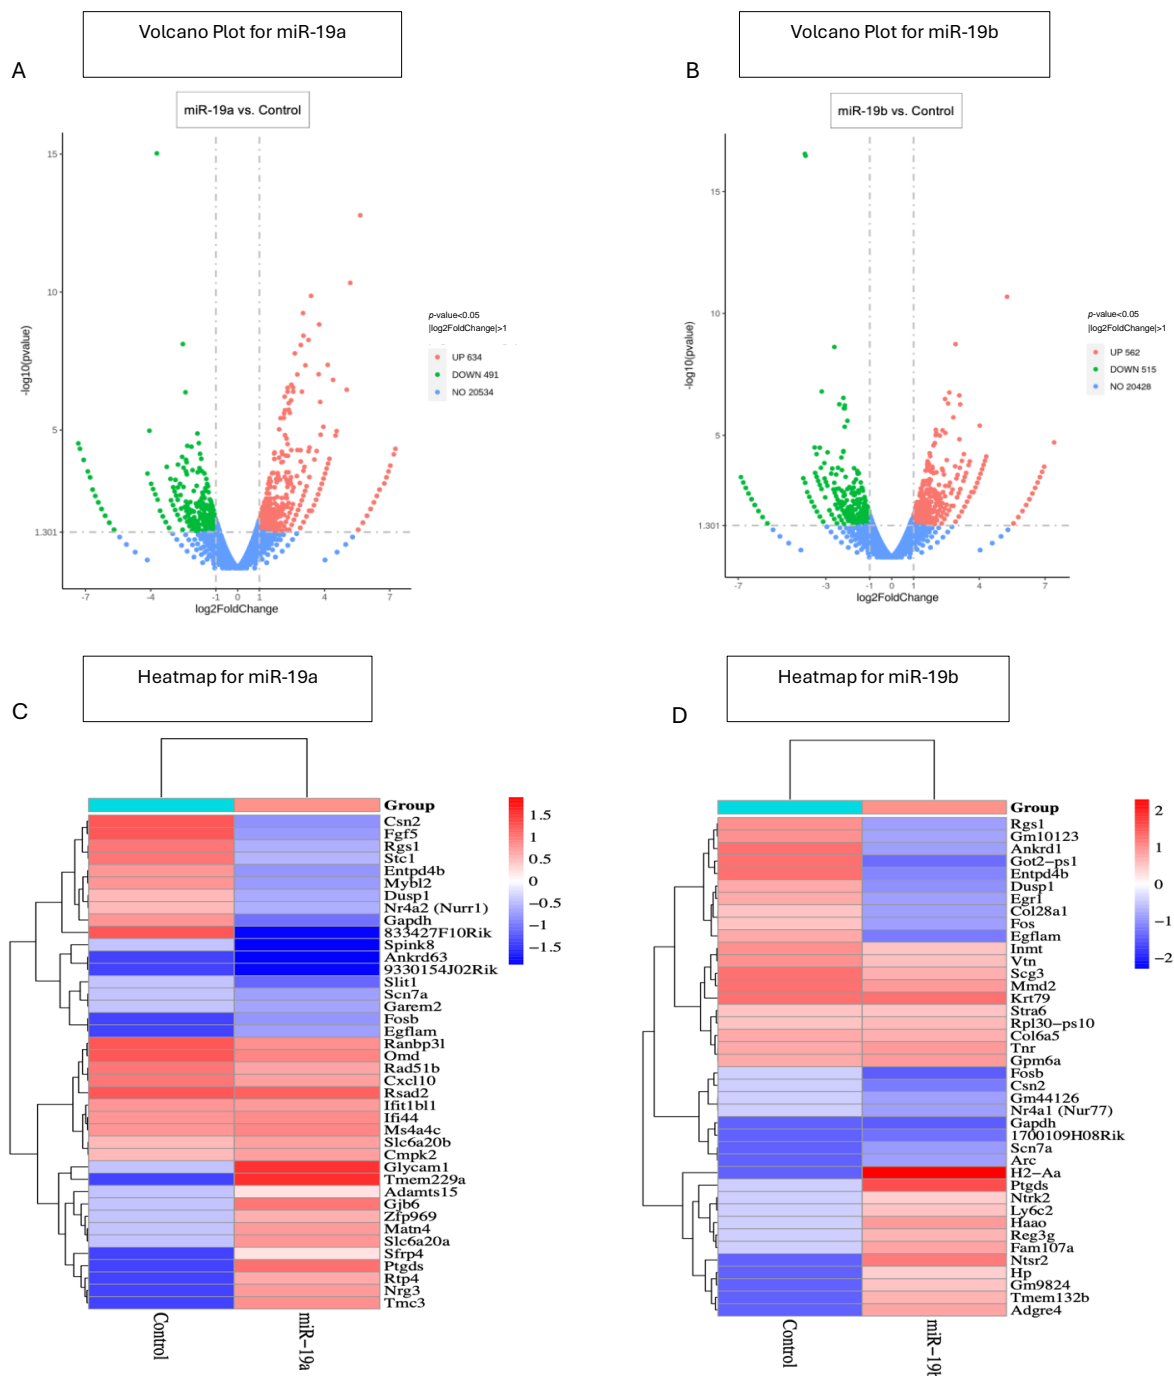 Volcano Plot for miR-19a
Volcano Plot for miR-19b
A
B
miR-19a vs. Control
15
10
5
1.301
-log10(pvalue)
-7
-4
-1
0
1
4
7
log2FoldChange
p-value<0.05
|log2FoldChange|>1
UP 634
DOWN 491
NO 20534
miR-19b vs. Control
15
10
5
1.301
-log10(pvalue)
-7
-3
-1
0
1
4
7
log2FoldChange
p-value<0.05
|log2FoldChange|>1
UP 562
DOWN 515
NO 20428
Heatmap for miR-19a
Heatmap for miR-19b
C
D
Group
Csn2
Fgf5
Rgs1
Stc1
Entpd4b
Mybl2
Dusp1
Nr4a2 (Nurr1)
Gapdh
833427F10Rik
Spink8
Ankrd63
9330154J02Rik
Slit1
Scn7a
Garem2
Fosb
Egflam
Ranbp3l
Omd
Rad51b
Cxcl10
Rsad2
Ifit1bl1
Ifi44
Ms4a4c
Slc6a20b
Cmpk2
Glycam1
Tmem229a
Adamts15
Gjb6
Zfp969
Matn4
Slc6a20a
Sfrp4
Ptgds
Rtp4
Nrg3
Tmc3
1.5
1
0.5
0
−0.5
−1
−1.5
Control
miR−19a
Group
Rgs1
Gm10123
Ankrd1
Got2−ps1
Entpd4b
Dusp1
Egr1
Col28a1
Fos
Egflam
Inmt
Vtn
Scg3
Mmd2
Krt79
Stra6
Rpl30−ps10
Col6a5
Tnr
Gpm6a
Fosb
Csn2
Gm44126
Nr4a1 (Nur77)
Gapdh
1700109H08Rik
Scn7a
Arc
H2−Aa
Ptgds
Ntrk2
Ly6c2
Haao
Reg3g
Fam107a
Ntsr2
Hp
Gm9824
Tmem132b
Adgre4
2
1
0
−1
−2
Control
miR−19b